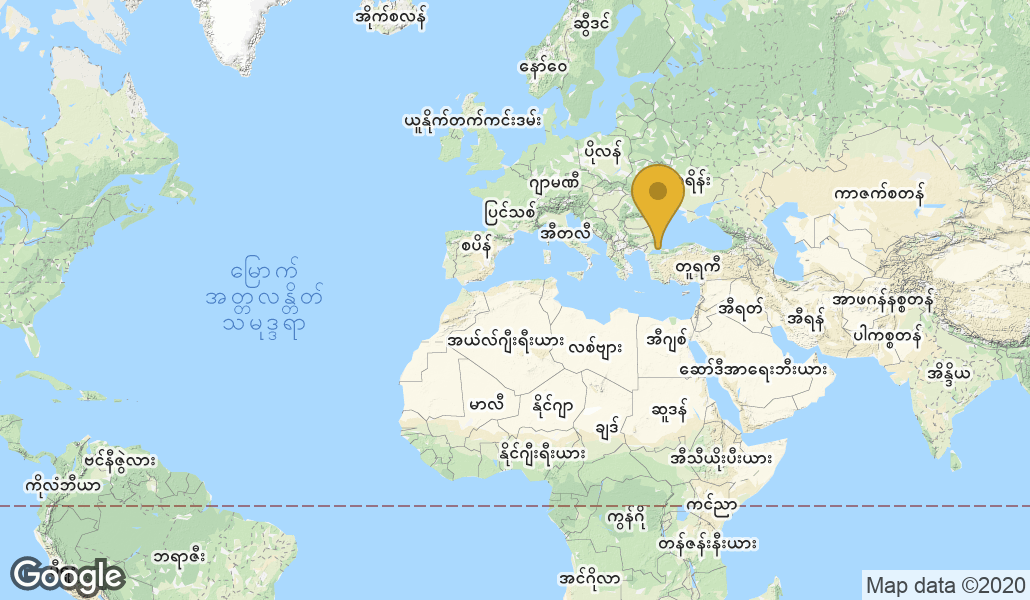 အိုက်စလန်
ဆွီဒင်
နော်ဝေ
ယူနိုက်တက်ကင်းဒမ်း
ပိုလန်
ဂျာမဏီ
ရိန်း
ကာဇက်စတန်
ပြင်သစ်
အီတလီ
စပိန်
တူရကီ
မြောက်
အတ္တလန္တိတ်
သမုဒ္ဒရာ
အာဖဂန်နစ္စတန်
အီရတ်
အီရန်
ပါကစ္စတန်
အယ်လ်ဂျီးရီးယား
လစ်ဗျား
အီဂျစ်
ဆော်ဒီအာရေးဘီးယား
အိန္ဒိယ
မာလီ
နိုင်ဂျာ
ဆူဒန်
ချဒ်
ဗင်နီဇွဲလား
နိုင်ဂျီးရီးယား
အီသီယိုးပီးယား
ကိုလံဘီယာ
ကင်ညာ
ကွန်ဂို
တန်ဇန်းနီးယား
ဘရာဇီး
အင်ဂိုလာ
Google
Map data ©2020